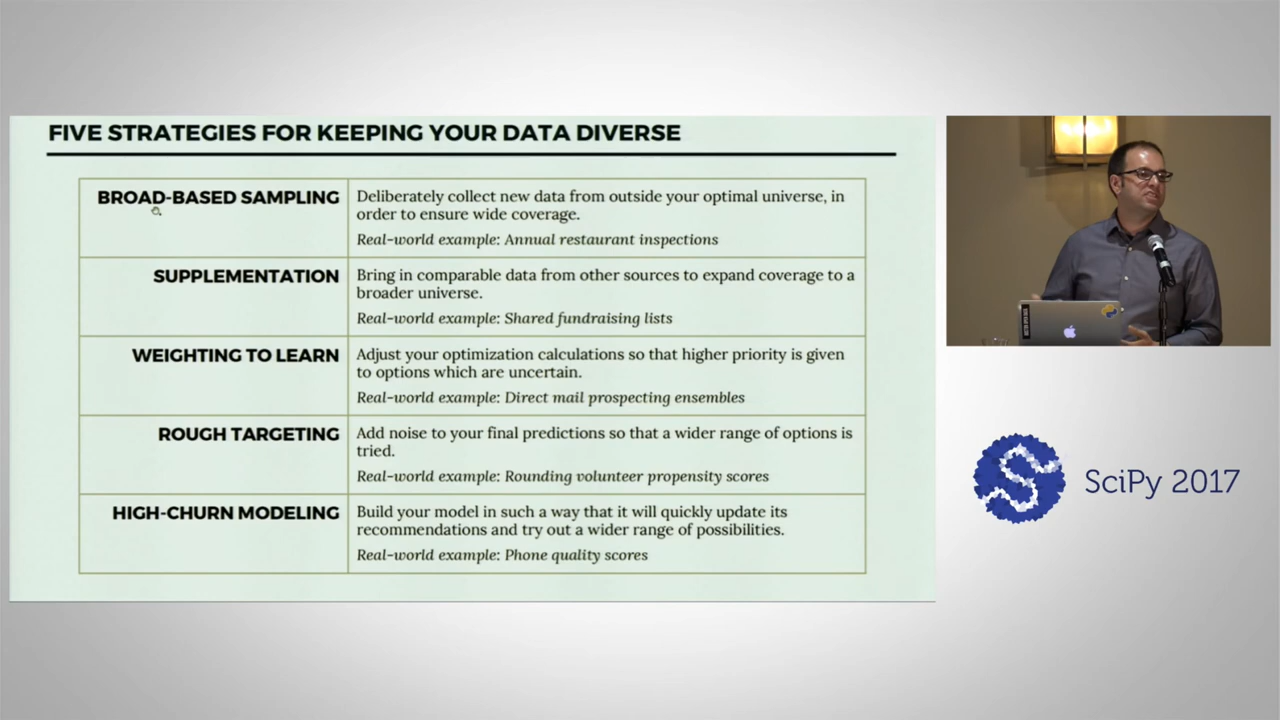 FIVE STRATEGIES FOR KEEPING YOUR DATA DIVERSE
BROAD-BASED SAMPLING
Deliberately collect new data from outside your optimal universe, in
order to ensure wide coverage.
Real-world example: Annual restaurant inspections
SUPPLEMENTATION
Bring in comparable data from other sources to expand coverage to a
broader universe.
Real-world example: Shared fundraising lists
WEIGHTING TO LEARN
Adjust your optimization calculations so that higher priority is given
to options which are uncertain.
Real-world example: Direct mail prospecting ensembles
ROUGH TARGETING
Add noise to your final predictions so that a wider range of options is
tried.
Real-world example: Rounding volunteer propensity scores
HIGH-CHURN MODELING
Build your model in such a way that it will quickly update its
recommendations and try out a wider range of possibilities.
Real-world example: Phone quality scores
SciPy 2017